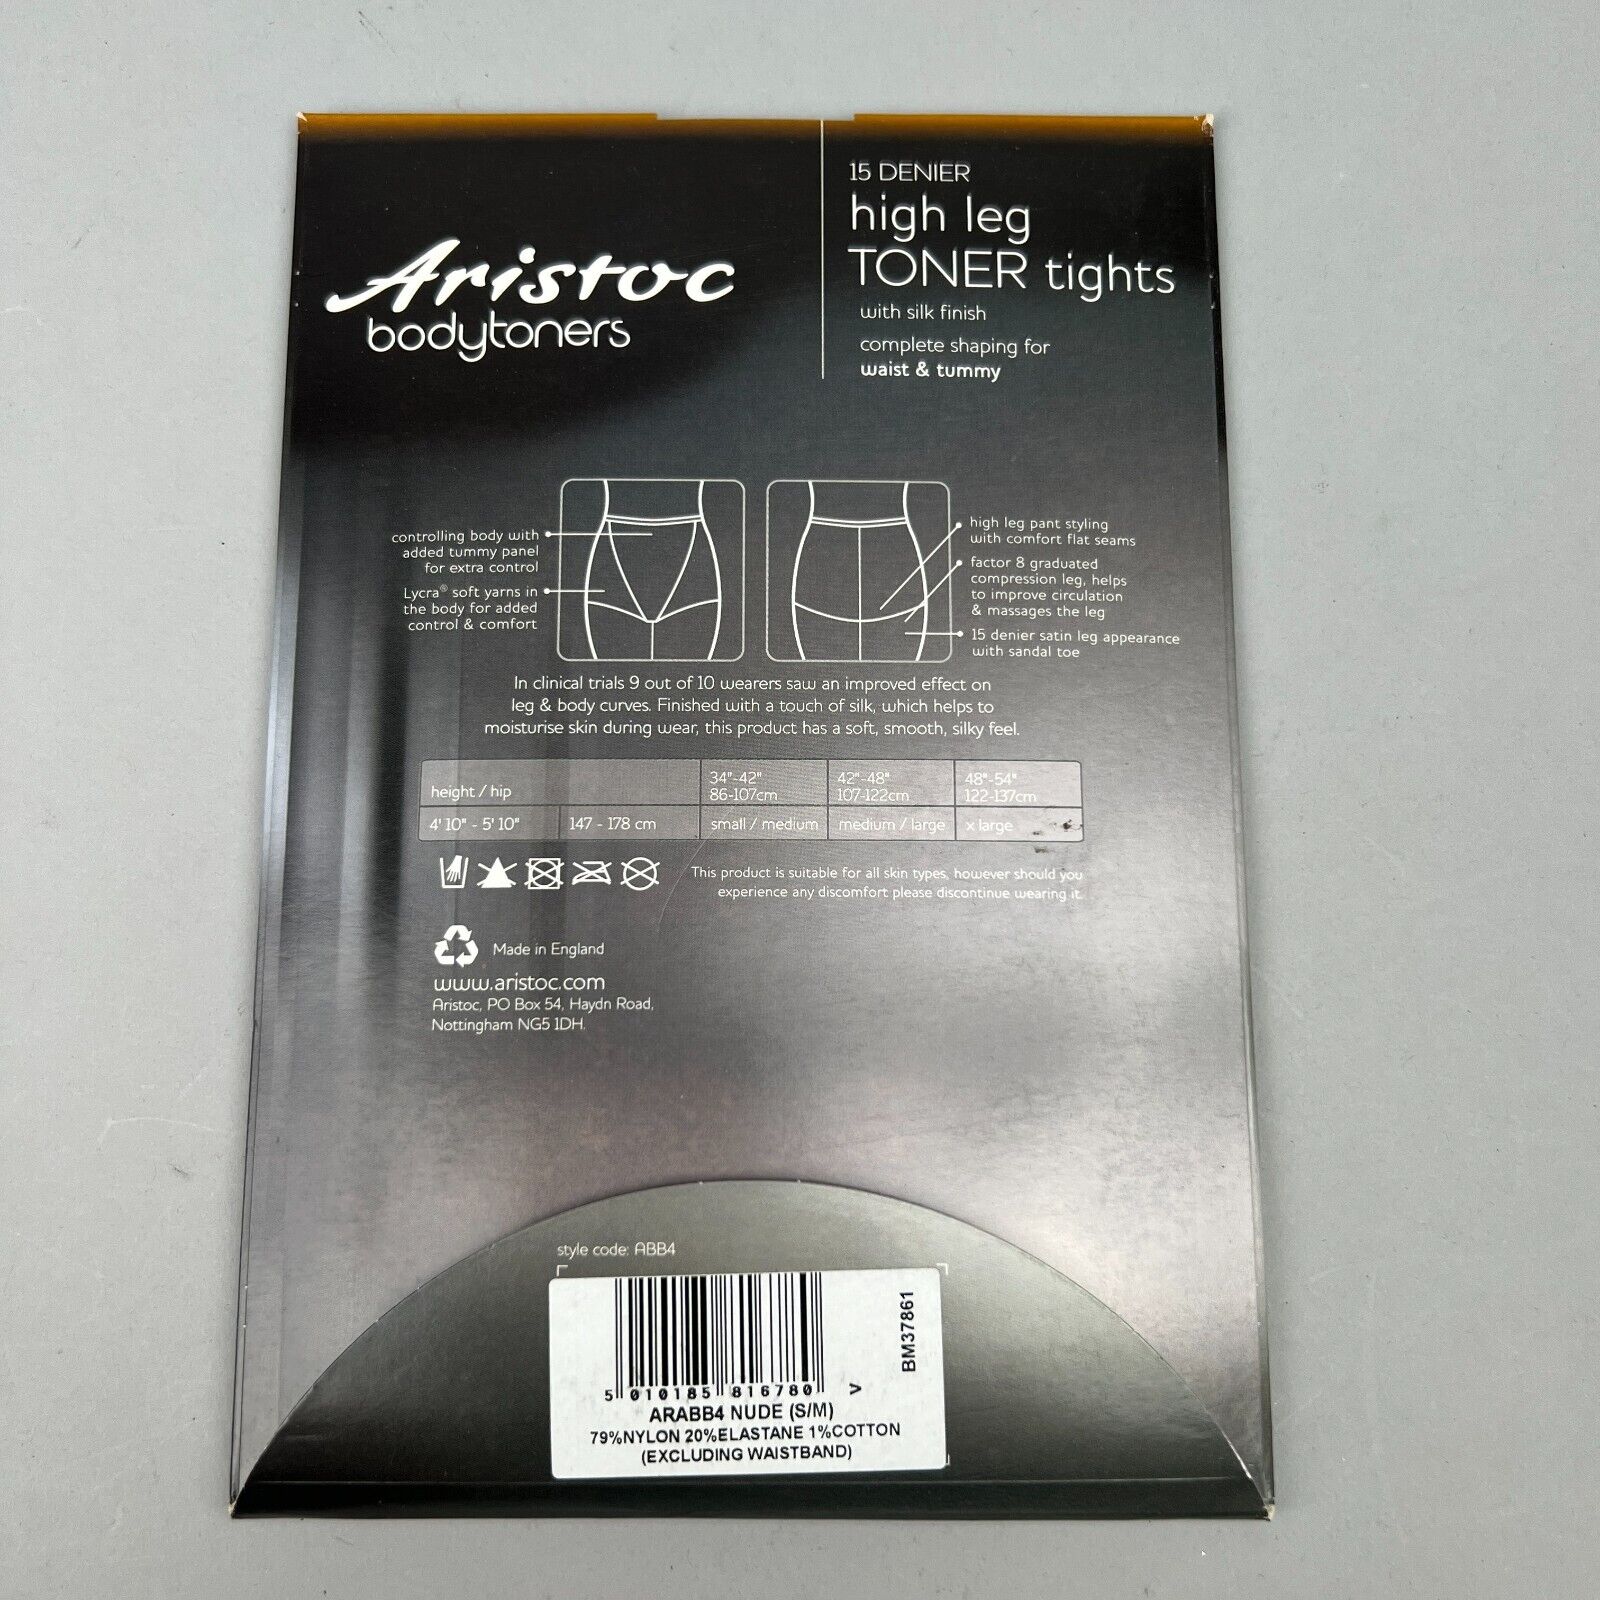 Aristoc
bodytoners
15 DENIER
high leg
TONER tights
with silk finish
complete shaping for
waist & tummy
controlling body with
added tummy panel
for extra control
Lycra® soft yarns in
the body for added
control & comfort
high leg pant styling
with comfort flat seams
factor 8 graduated
compression leg, helps
to improve circulation
& massages the leg
15 denier satin leg appearance
with sandal toe
In clinical trials 9 out of 10 wearers saw an improved effect on
leg & body curves. Finished with a touch of silk, which helps to
moisturise skin during wear, this product has a soft, smooth, silky feel.
height / hip
34"-42"
86-107cm
42"-48"
107-122cm
48"-54"
122-137cm
4' 10" - 5' 10"
147 - 178 cm
small / medium
medium / large
x large
This product is suitable for all skin types, however should you
experience any discomfort please discontinue wearing it.
Made in England
www.aristoc.com
Aristoc, PO Box 54, Haydn Road,
Nottingham NG5 1DH.
style code: ABB4
5 010185 816780 >
BM37861
ARABB4 NUDE (S/M)
79%NYLON 20%ELASTANE 1%COTTON
(EXCLUDING WAISTBAND)